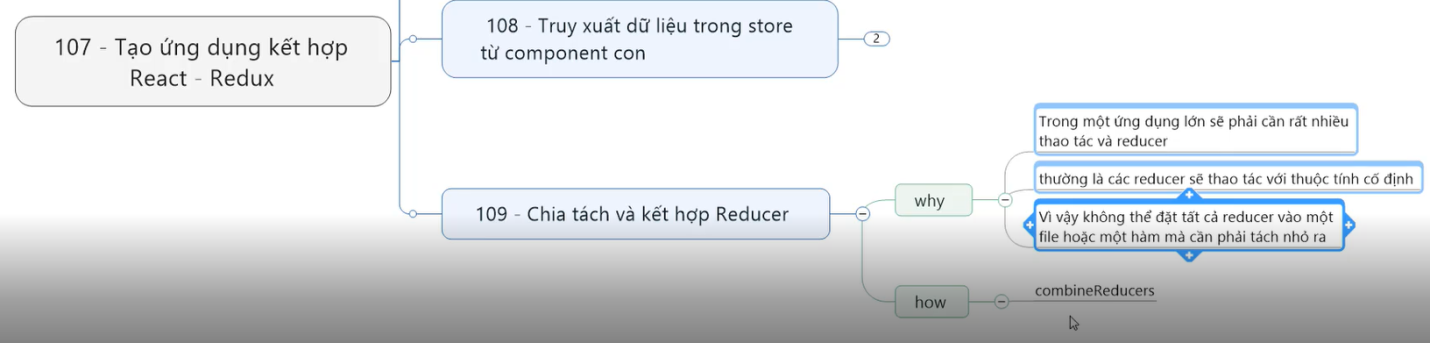 107 - Tạo ứng dụng kết hợp
React - Redux
108 - Truy xuất dữ liệu trong store
từ component con
2
109 - Chia tách và kết hợp Reducer
why
Trong một ứng dụng lớn sẽ phải cần rất nhiều
thao tác và reducer
thường là các reducer sẽ thao tác với thuộc tính cố định
Vì vậy không thể đặt tất cả reducer vào một
file hoặc một hàm mà cần phải tách nhỏ ra
how
combineReducers